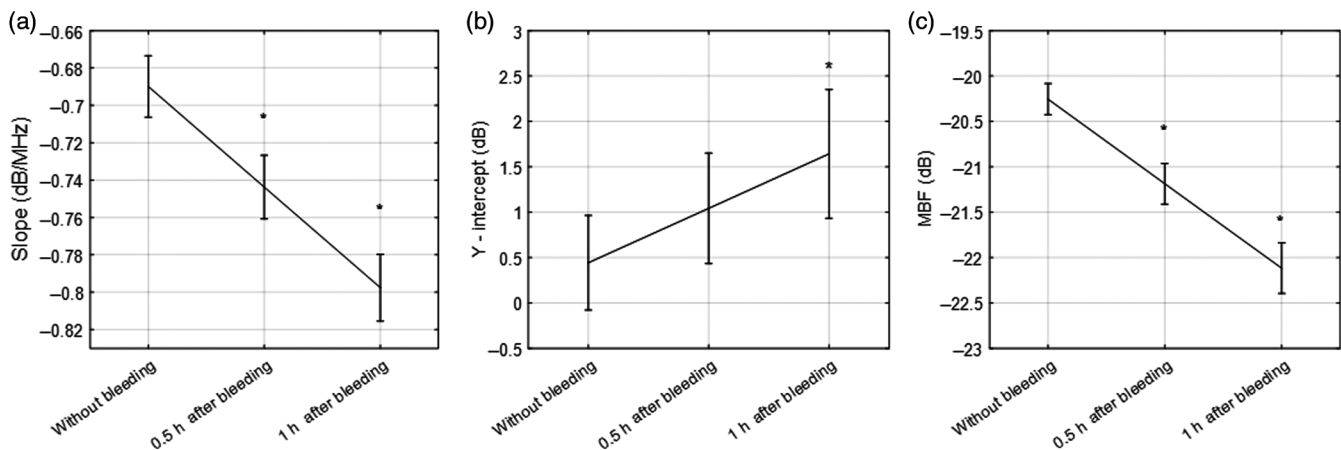 (a)
−0.66
−0.68
−0.7
−0.72
−0.74
−0.76
−0.78
−0.8
−0.82
Slope (dB/MHz)
*
*
Without bleeding
0.5 h after bleeding
1 h after bleeding
(b)
3
2.5
2
1.5
1
0.5
0
−0.5
Y - intercept (dB)
*
Without bleeding
0.5 h after bleeding
1 h after bleeding
(c)
−19.5
−20
−20.5
−21
−21.5
−22
−22.5
−23
MBF (dB)
*
*
Without bleeding
0.5 h after bleeding
1 h after bleeding